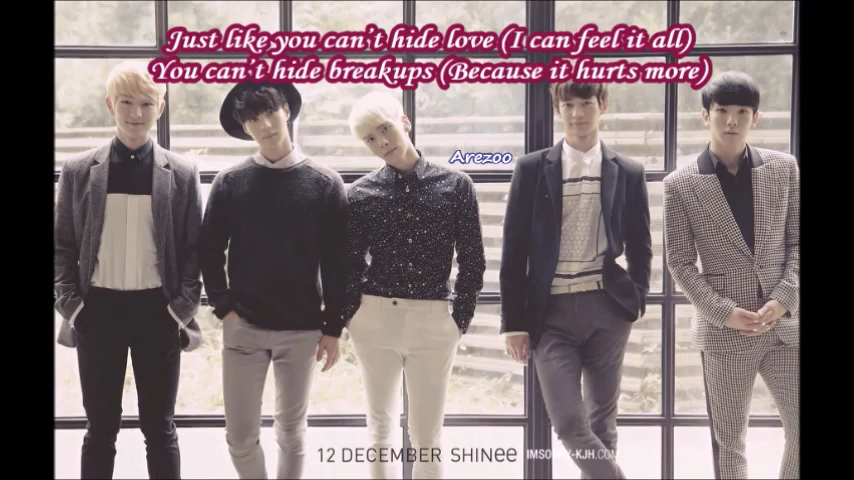 Just like you can't hide love (I can feel it all)
You can't hide breakups (Because it hurts more)
Arezoo
12 DECEMBER SHINee